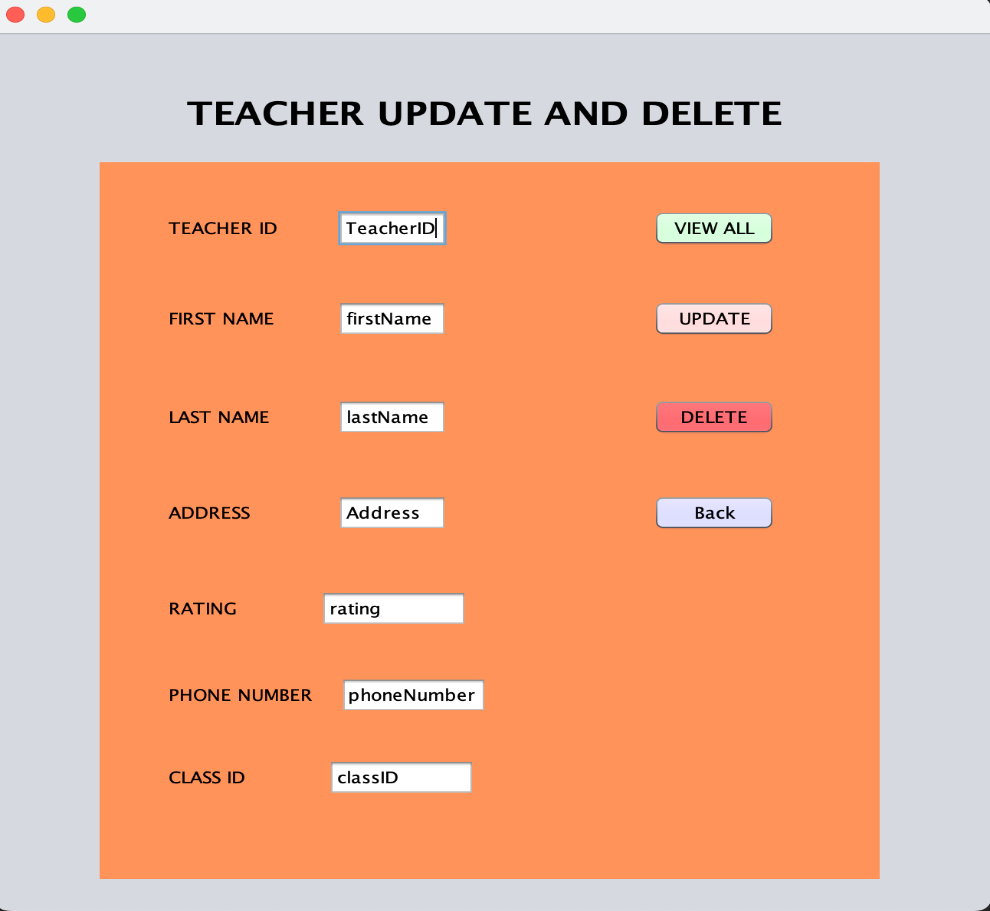 TEACHER UPDATE AND DELETE
TEACHER ID TeacherID VIEW ALL
FIRST NAME firstName UPDATE
LAST NAME lastName DELETE
ADDRESS Address Back
RATING rating
PHONE NUMBER phoneNumber
CLASS ID classID